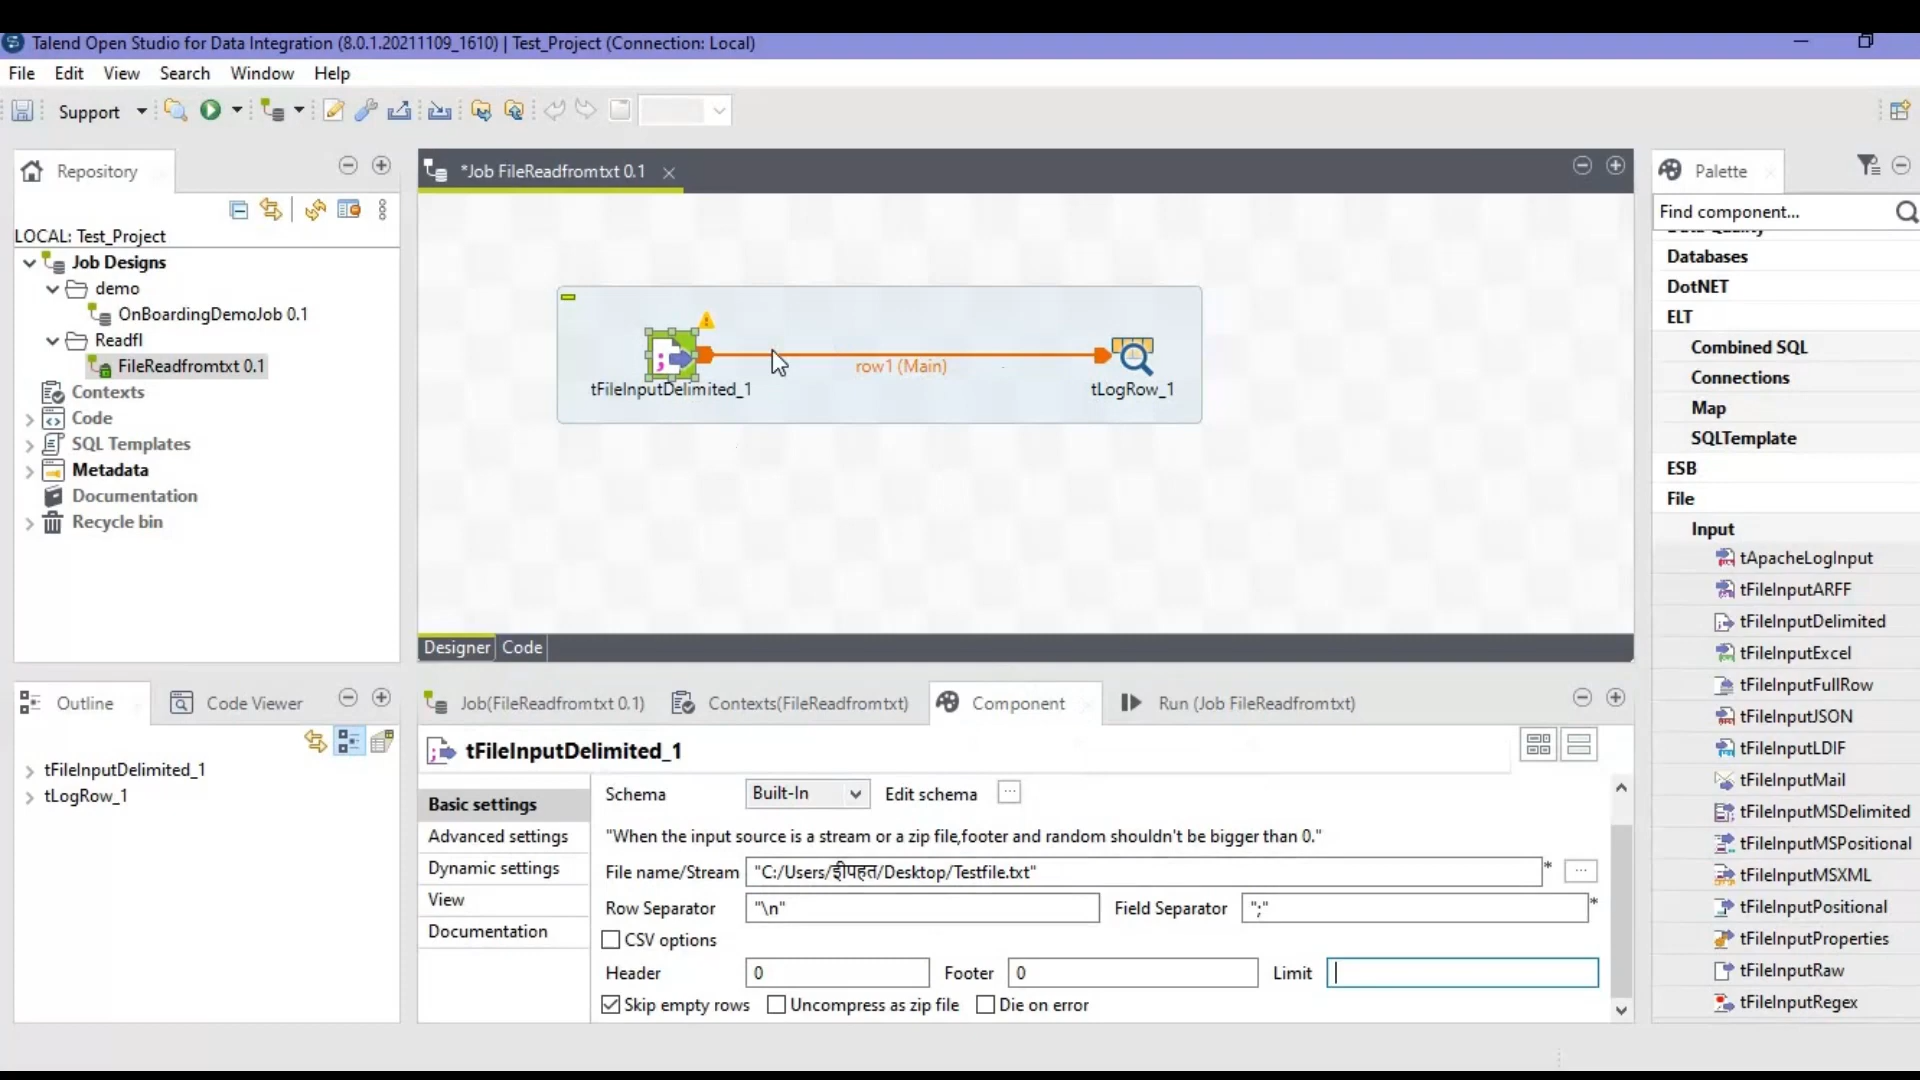 Talend Open Studio for Data Integration (8.0.1.20211109_1610) | Test_Project (Connection: Local)
File Edit View Search Window Help
Support
Repository
LOCAL: Test_Project
Job Designs
demo
OnBoardingDemoJob 0.1
Readfl
FileReadfromtxt 0.1
Contexts
Code
SQL Templates
Metadata
Documentation
Recycle bin
*Job FileReadfromtxt 0.1
row1 (Main)
tFileInputDelimited_1
tLogRow_1
Designer Code
Palette
Find component...
Data Quality
Databases
DotNET
ELT
Combined SQL
Connections
Map
SQLTemplate
ESB
File
Input
tApacheLogInput
tFileInputARFF
tFileInputDelimited
tFileInputExcel
tFileInputFullRow
tFileInputJSON
tFileInputLDIF
tFileInputMail
tFileInputMSDelimited
tFileInputMSPositional
tFileInputMSXML
tFileInputPositional
tFileInputProperties
tFileInputRaw
tFileInputRegex
Outline Code Viewer
tFileInputDelimited_1
tLogRow_1
Job(FileReadfromtxt 0.1) Contexts(FileReadfromtxt) Component Run (Job FileReadfromtxt)
tFileInputDelimited_1
Basic settings
Advanced settings
Dynamic settings
View
Documentation
Schema Built-In Edit schema ...
"When the input source is a stream or a zip file,footer and random shouldn't be bigger than 0."
File name/Stream "C:/Users/ /Desktop/Testfile.txt" * ...
Row Separator "\n" Field Separator ";" *
CSV options
Header 0 Footer 0 Limit
Skip empty rows Uncompress as zip file Die on error